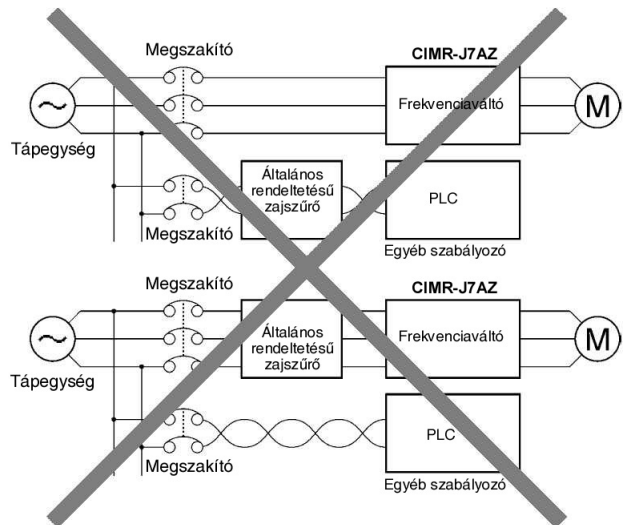 Megszakító
CIMR-J7AZ
Frekvenciaváltó
M
Tápegység
Általános
rendeltetésű
zajszűrő
PLC
Megszakító
Egyéb szabályozó
Megszakító
CIMR-J7AZ
Általános
rendeltetésű
zajszűrő
Frekvenciaváltó
M
Tápegység
PLC
Megszakító
Egyéb szabályozó